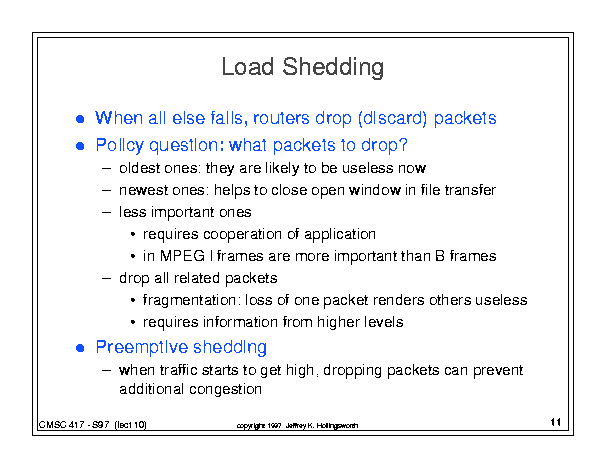 Load Shedding
● When all else fails, routers drop (discard) packets
● Policy question: what packets to drop?
– oldest ones: they are likely to be useless now
– newest ones: helps to close open window in file transfer
– less important ones
• requires cooperation of application
• in MPEG I frames are more important than B frames
– drop all related packets
• fragmentation: loss of one packet renders others useless
• requires information from higher levels
● Preemptive shedding
– when traffic starts to get high, dropping packets can prevent
additional congestion
CMSC 417 - S97 (lect 10)
copyright 1997 Jeffrey K. Hollingsworth
11